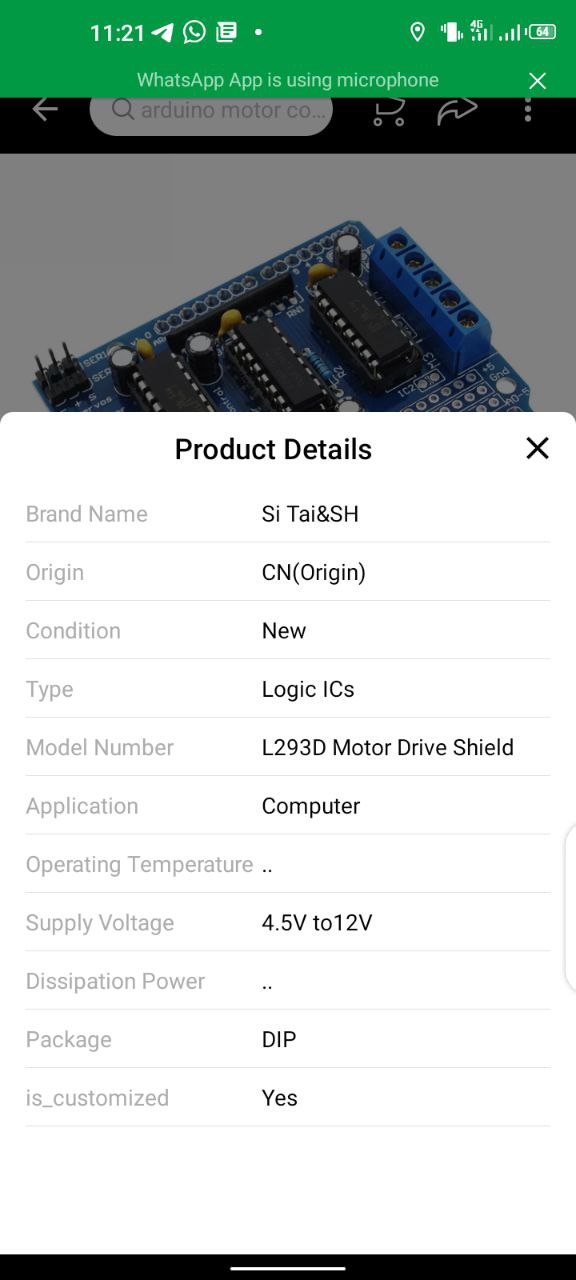 11:21
4G
64
WhatsApp App is using microphone
arduino motor co...
Product Details
Brand Name Si Tai&SH
Origin CN(Origin)
Condition New
Type Logic ICs
Model Number L293D Motor Drive Shield
Application Computer
Operating Temperature ..
Supply Voltage 4.5V to12V
Dissipation Power ..
Package DIP
is_customized Yes